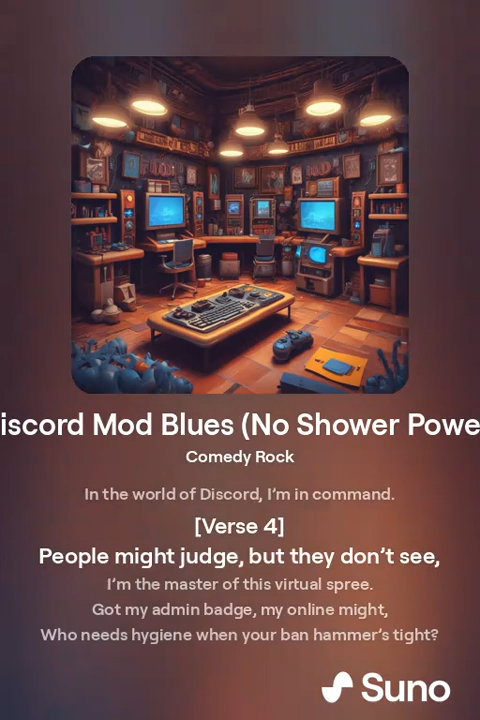 iscord Mod Blues (No Shower Powe
Comedy Rock
In the world of Discord, I'm in command.
[Verse 4]
People might judge, but they don't see,
I'm the master of this virtual spree.
Got my admin badge, my online might,
Who needs hygiene when your ban hammer's tight?
Suno